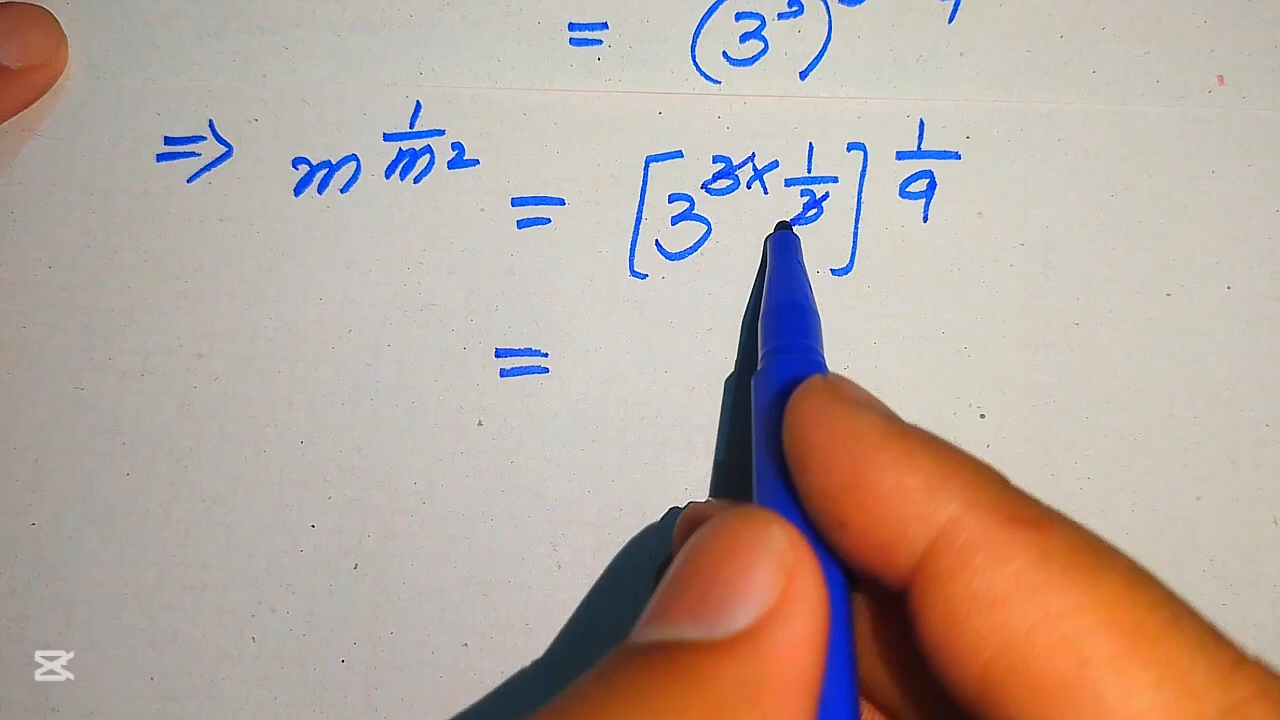 = (3³)
⇒ m^{1/m²} = [3^{3×1/3}]^{1/9}
=